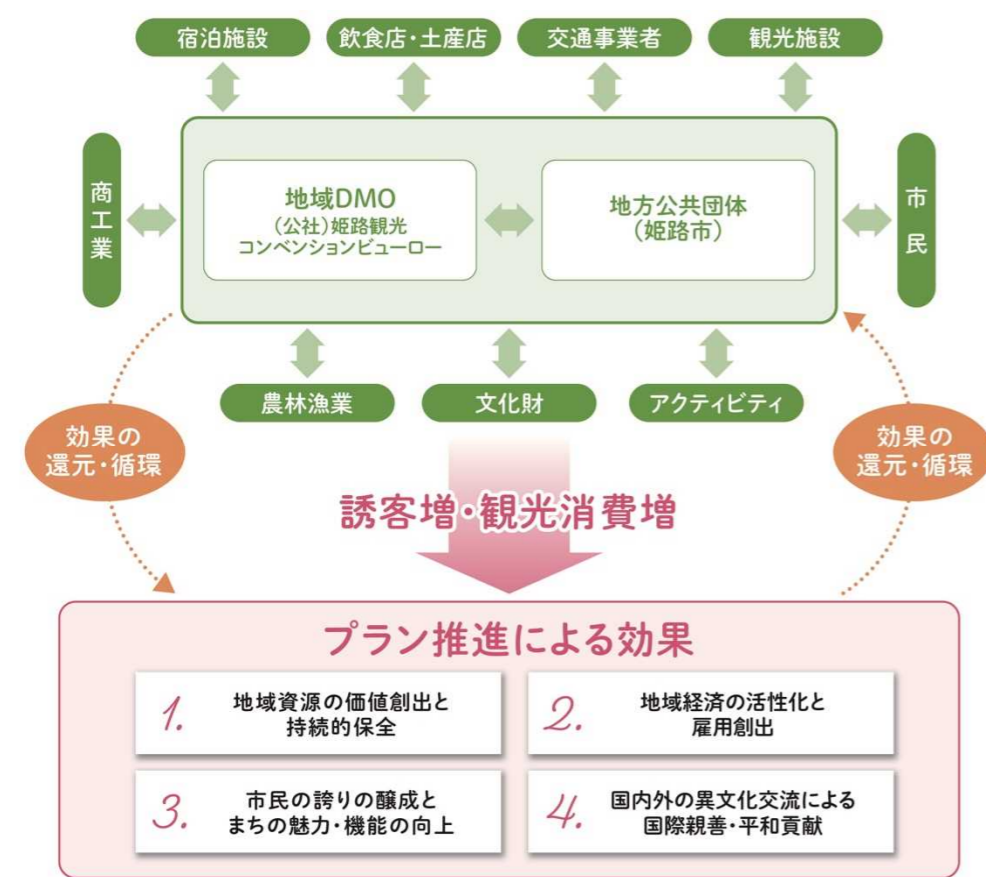 宿泊施設
飲食店・土産店
交通事業者
観光施設
商工業
地域DMO
(公社)姫路観光
コンベンションビューロー
地方公共団体
(姫路市)
市民
農林漁業
文化財
アクティビティ
効果の
還元・循環
効果の
還元・循環
誘客増・観光消費増
プラン推進による効果
1.
地域資源の価値創出と
持続的保全
2.
地域経済の活性化と
雇用創出
3.
市民の誇りの醸成と
まちの魅力・機能の向上
4.
国内外の異文化交流による
国際親善・平和貢献